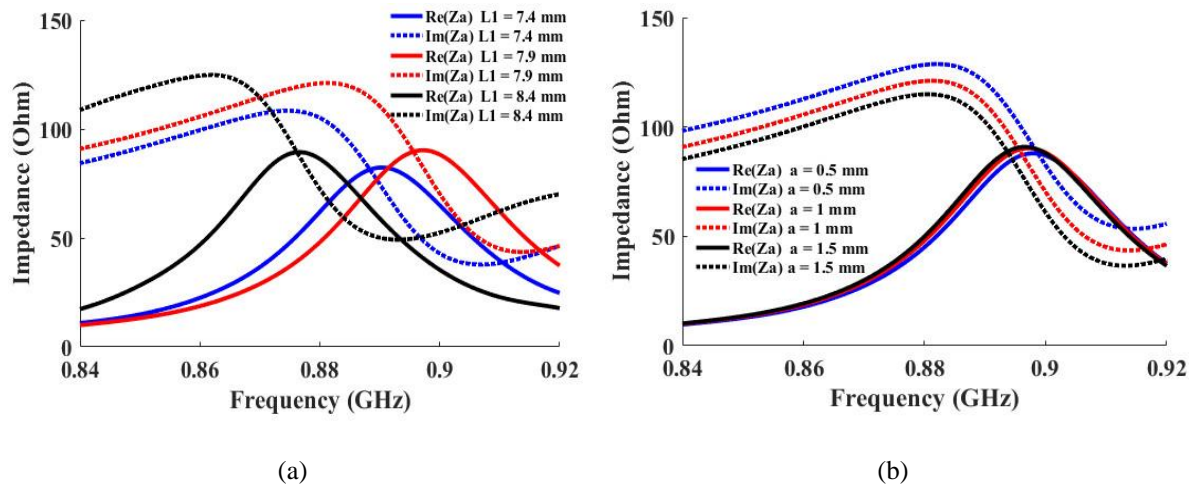 150
100
50
0
Impedance (Ohm)
Re(Za) L1 = 7.4 mm
Im(Za) L1 = 7.4 mm
Re(Za) L1 = 7.9 mm
Im(Za) L1 = 7.9 mm
Re(Za) L1 = 8.4 mm
Im(Za) L1 = 8.4 mm
0.84
0.86
0.88
0.9
0.92
Frequency (GHz)
(a)
150
100
50
0
Impedance (Ohm)
Re(Za) a = 0.5 mm
Im(Za) a = 0.5 mm
Re(Za) a = 1 mm
Im(Za) a = 1 mm
Re(Za) a = 1.5 mm
Im(Za) a = 1.5 mm
0.84
0.86
0.88
0.9
0.92
Frequency (GHz)
(b)